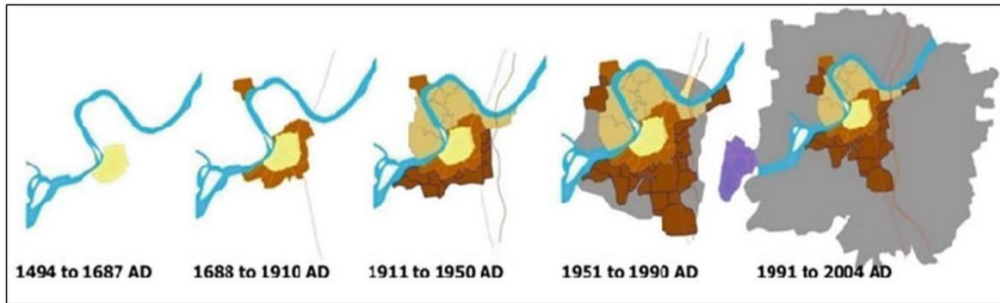 1494 to 1687 AD
1688 to 1910 AD
1911 to 1950 AD
1951 to 1990 AD
1991 to 2004 AD